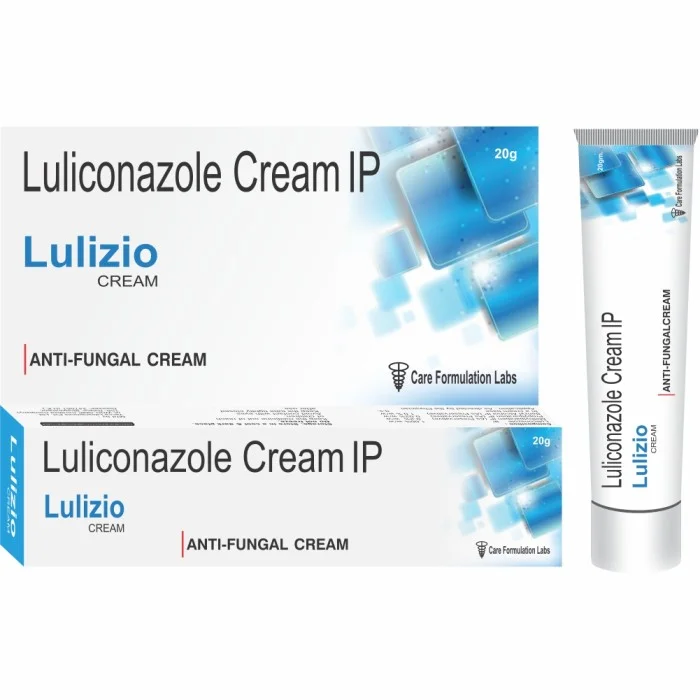 Luliconazole Cream IP
20g
Lulizio
CREAM
ANTI-FUNGAL CREAM
Care Formulation Labs
Luliconazole Cream IP
20g
Lulizio
CREAM
ANTI-FUNGAL CREAM
Care Formulation Labs
Lulizio
CREAM
20gm.
Care Formulation Labs
Luliconazole Cream IP
Lulizio
CREAM
ANTI-FUNGALCREAM